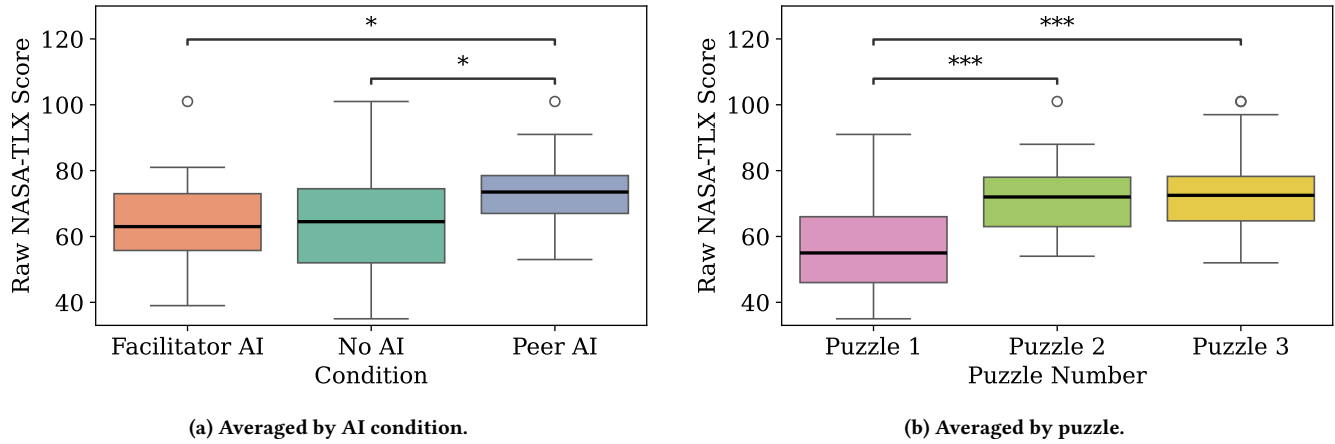 *
*
120
100
80
60
40
Raw NASA-TLX Score
Facilitator AI No AI Peer AI
Condition
(a) Averaged by AI condition.
***
***
120
100
80
60
40
Raw NASA-TLX Score
Puzzle 1 Puzzle 2 Puzzle 3
Puzzle Number
(b) Averaged by puzzle.